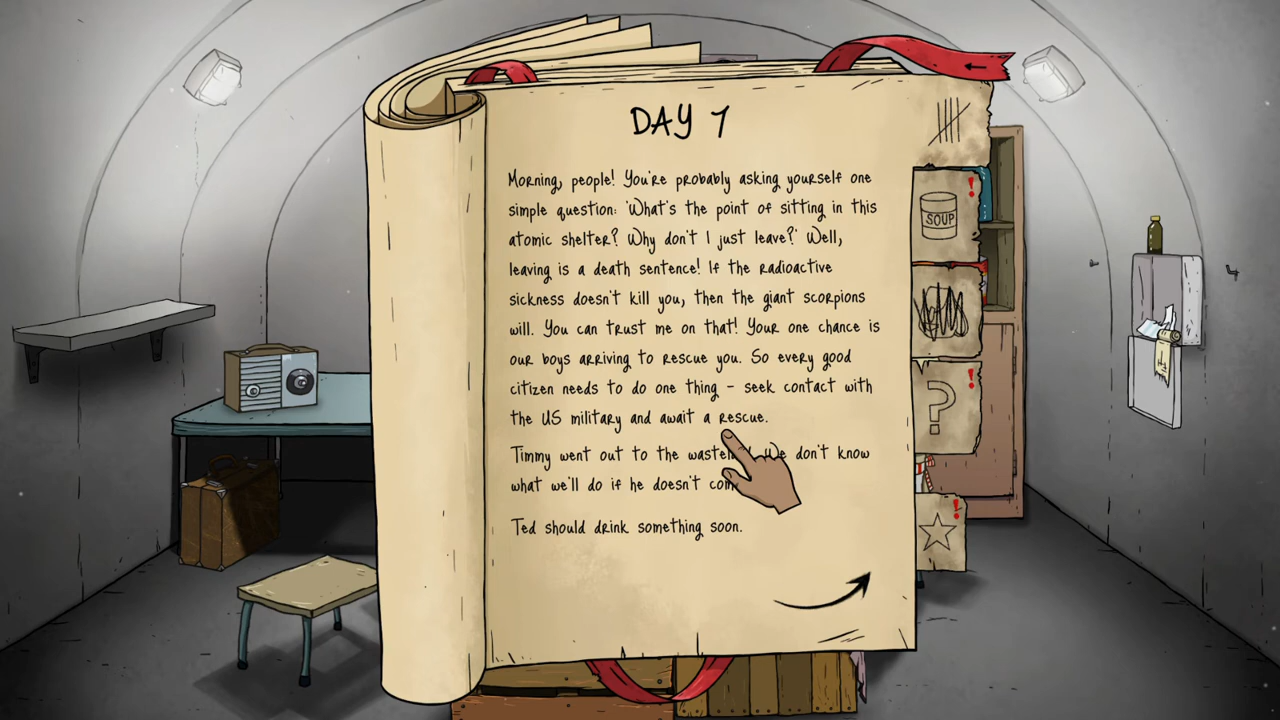 DAY 7
Morning, people! You're probably asking yourself one
simple question: 'What's the point of sitting in this
atomic shelter? Why don't I just leave?' Well,
leaving is a death sentence! If the radioactive
sickness doesn't kill you, then the giant scorpions
will. You can trust me on that! Your one chance is
our boys arriving to rescue you. So every good
citizen needs to do one thing - seek contact with
the US military and await a rescue.
Timmy went out to the We don't know
what we'll do if he doesn't
Ted should drink something soon.
SOUP
!
?
!
!